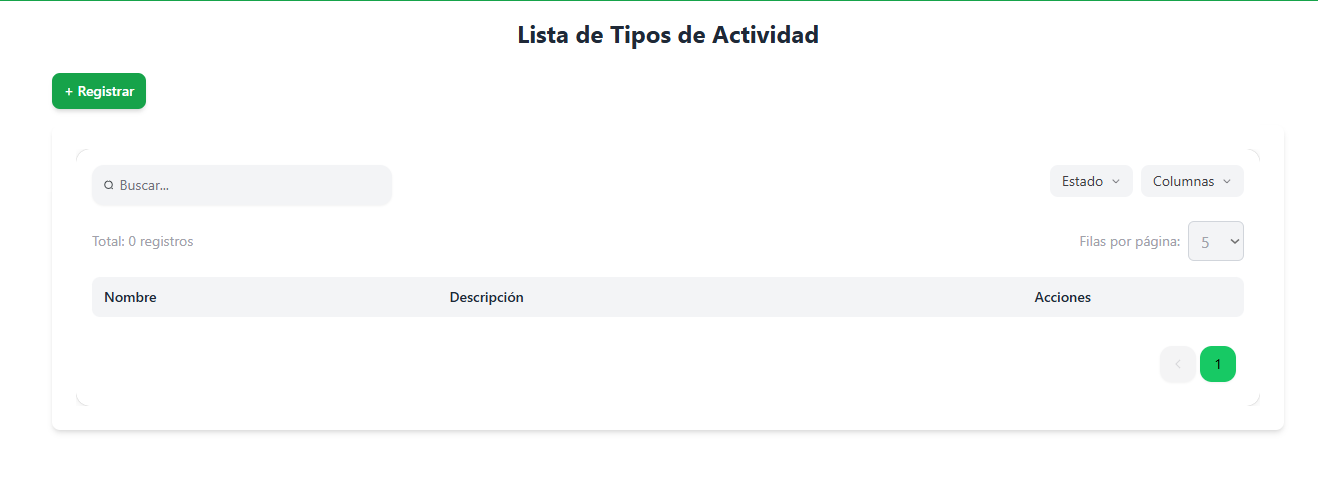 Lista de Tipos de Actividad
+ Registrar
Buscar...
Estado
Columnas
Total: 0 registros
Filas por página: 5
Nombre Descripción Acciones
1